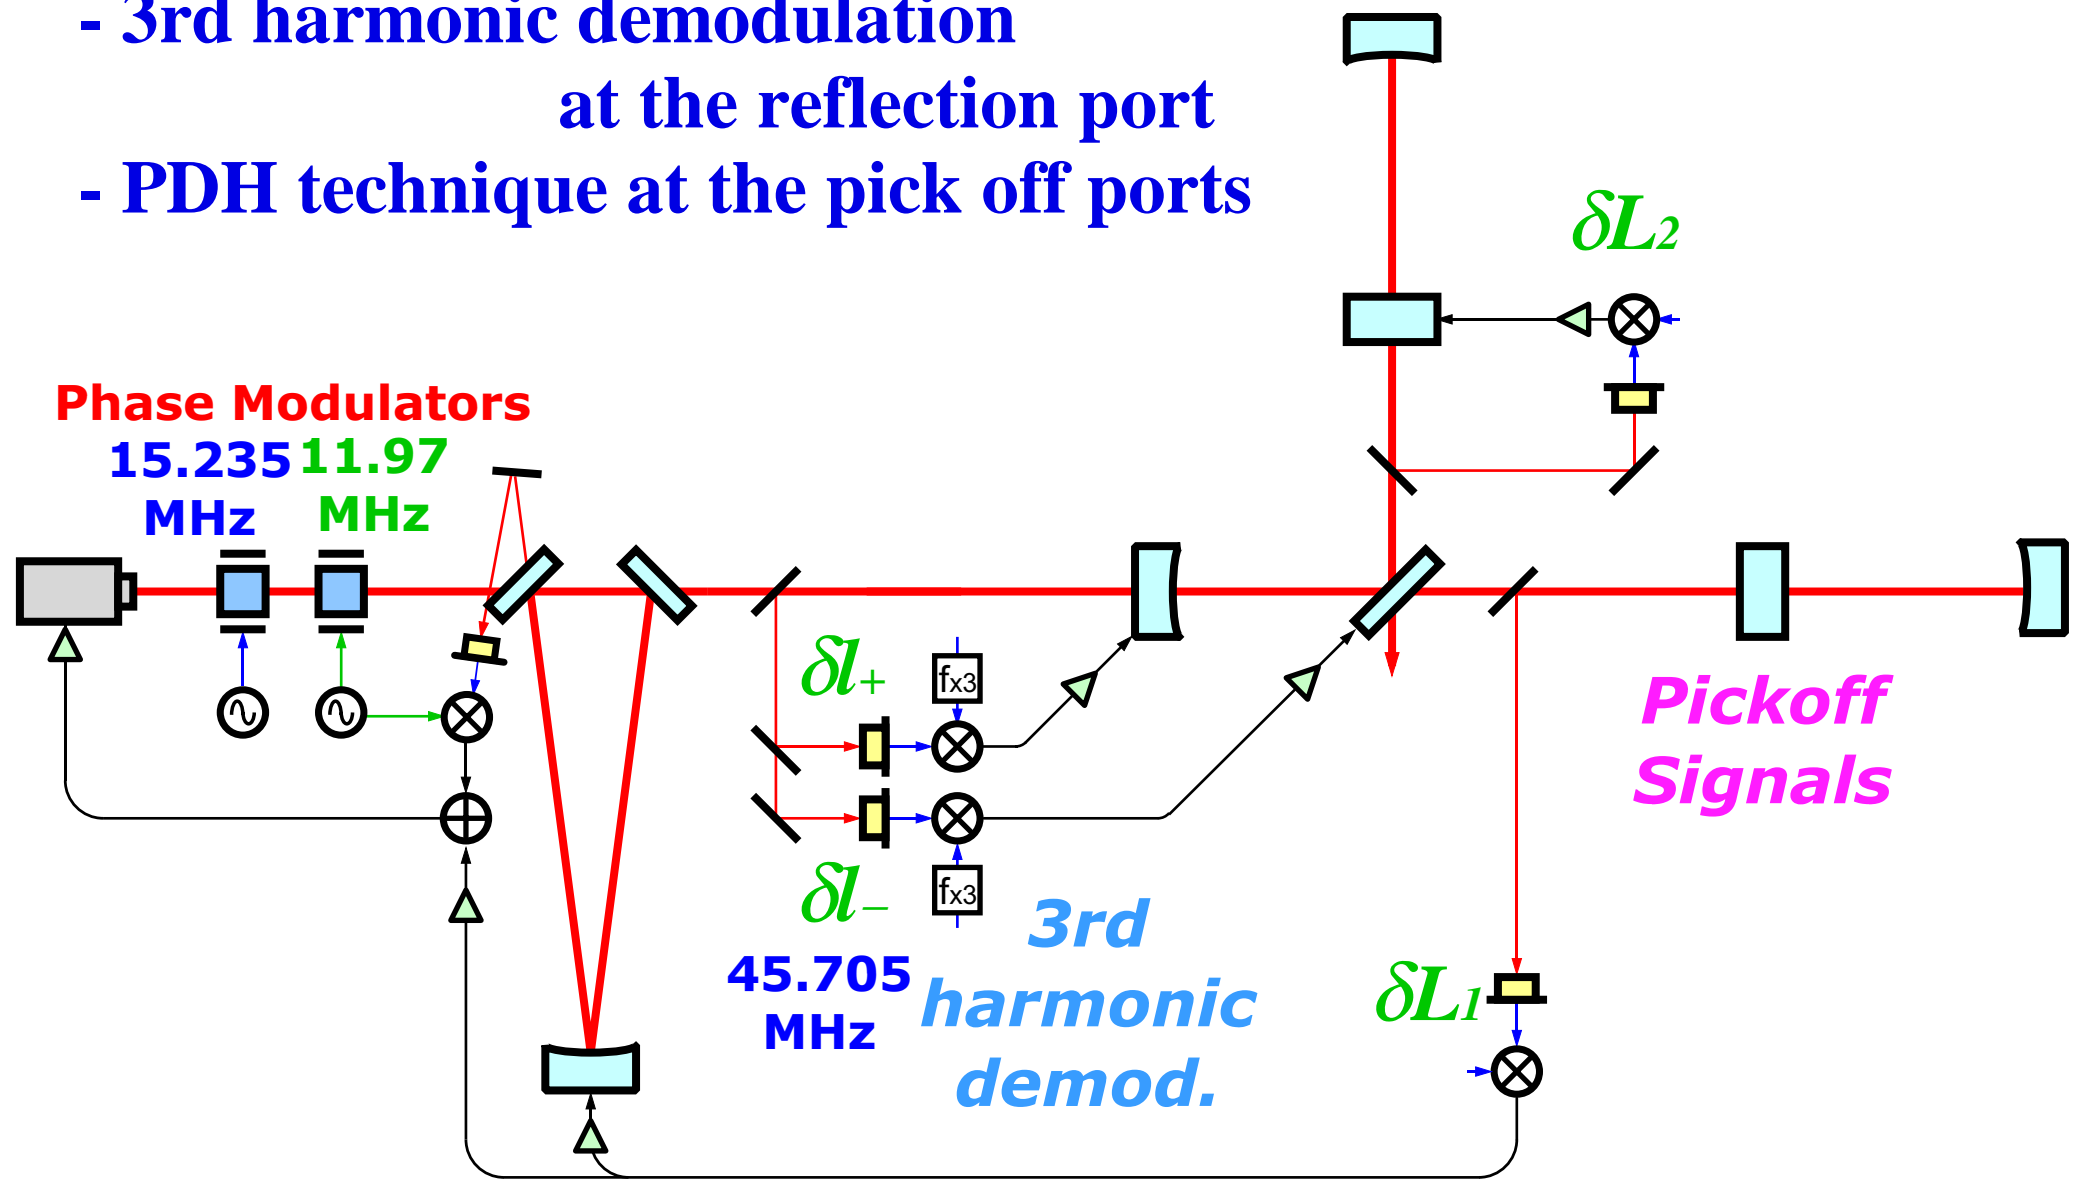 - 3rd harmonic demodulation
at the reflection port
- PDH technique at the pick off ports
δL2
Phase Modulators
15.235 11.97
MHz MHz
δl+
fx3
Pickoff
Signals
δl−
fx3
3rd
harmonic
demod.
45.705
MHz
δL1